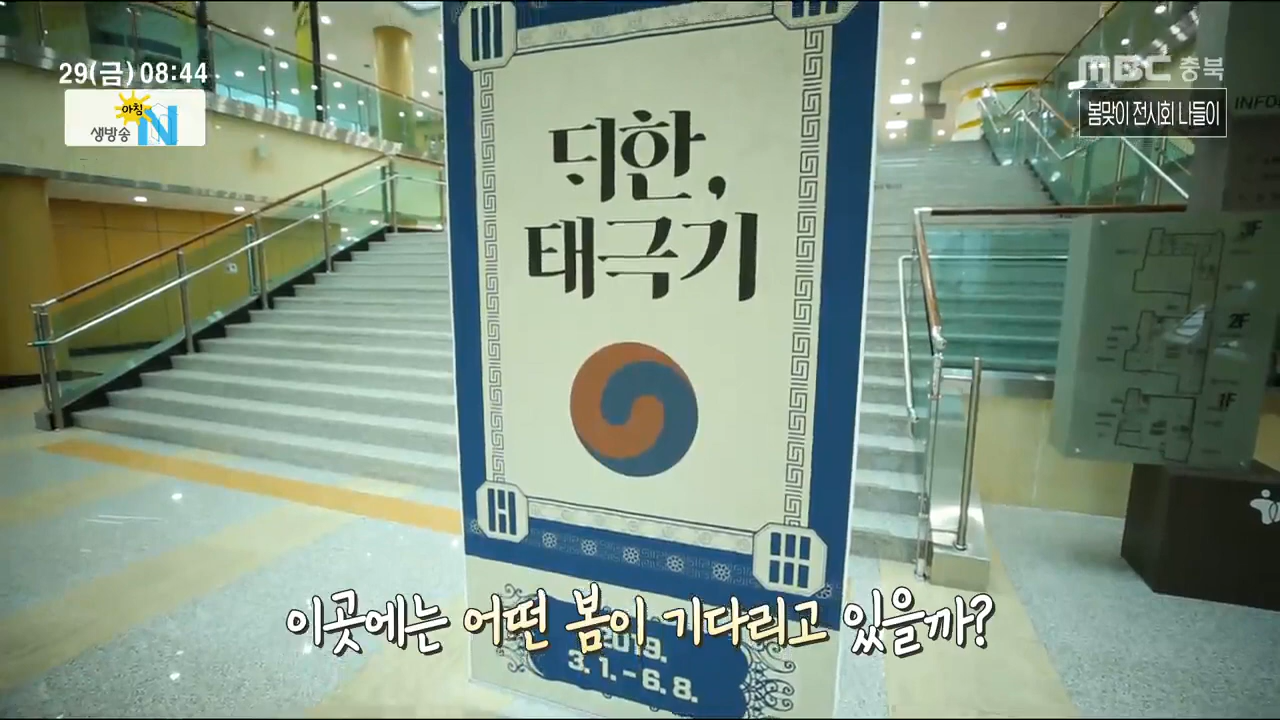 29(금) 08:44
아침
생방송 N
MBC 충북
봄맞이 전시회 나들이
INFO
대한,
태극기
3F
2F
1F
이곳에는 어떤 봄이 기다리고 있을까?
2019.
3. 1. - 6. 8.